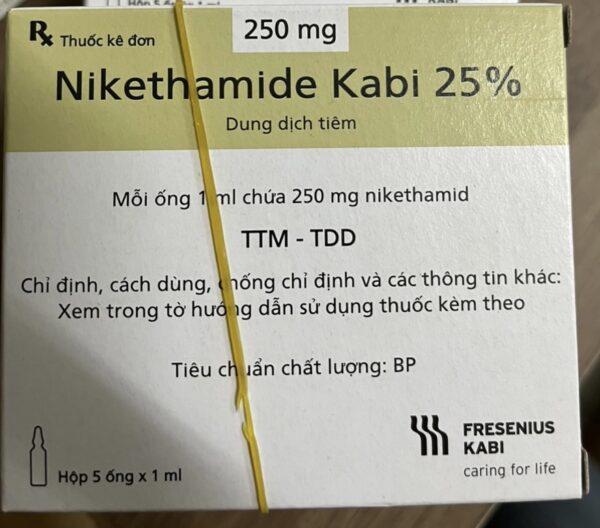 Rx Thuốc kê đơn
250 mg
Nikethamide Kabi 25%
Dung dịch tiêm
Mỗi ống 1 ml chứa 250 mg nikethamid
TTM - TDD
Chỉ định, cách dùng, chống chỉ định và các thông tin khác:
Xem trong tờ hướng dẫn sử dụng thuốc kèm theo
Tiêu chuẩn chất lượng: BP
Hộp 5 ống x 1 ml
FRESENIUS
KABI
caring for life